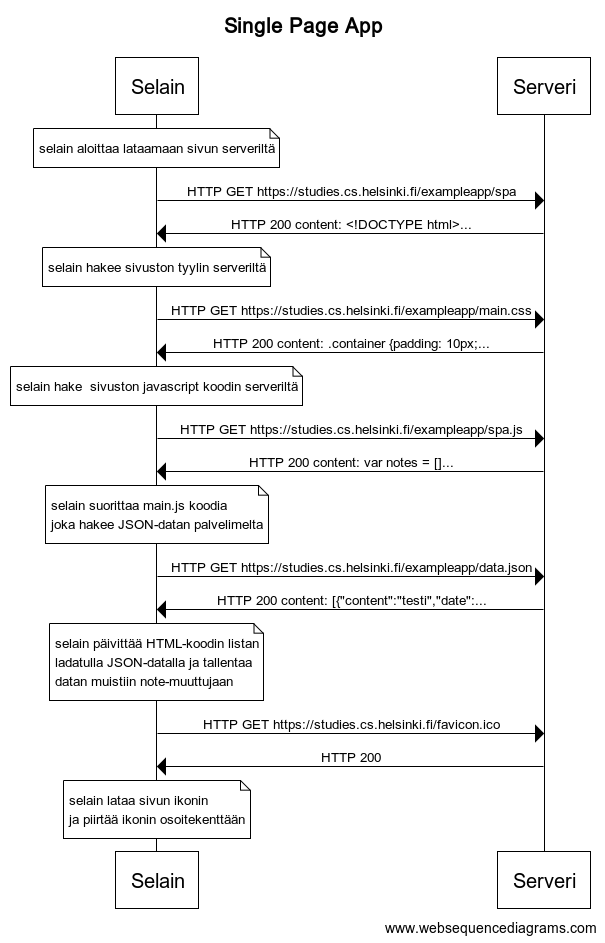 Single Page App
Selain
Serveri
selain aloittaa lataamaan sivun serveriltä
HTTP GET https://studies.cs.helsinki.fi/exampleapp/spa
HTTP 200 content: <!DOCTYPE html>...
selain hakee sivuston tyylin serveriltä
HTTP GET https://studies.cs.helsinki.fi/exampleapp/main.css
HTTP 200 content: .container {padding: 10px;...
selain hake  sivuston javascript koodin serveriltä
HTTP GET https://studies.cs.helsinki.fi/exampleapp/spa.js
HTTP 200 content: var notes = []...
selain suorittaa main.js koodia
joka hakee JSON-datan palvelimelta
HTTP GET https://studies.cs.helsinki.fi/exampleapp/data.json
HTTP 200 content: [{"content":"testi","date":...
selain päivittää HTML-koodin listan
ladatulla JSON-datalla ja tallentaa
datan muistiin note-muuttujaan
HTTP GET https://studies.cs.helsinki.fi/favicon.ico
HTTP 200
selain lataa sivun ikonin
ja piirtää ikonin osoitekenttään
Selain
Serveri
www.websequencediagrams.com